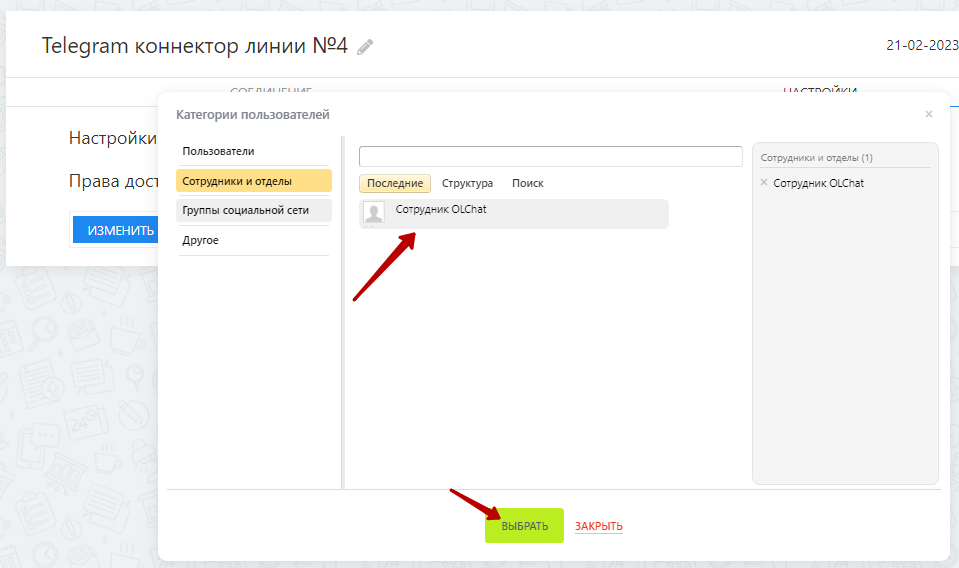 Telegram коннектор линии №4
21-02-2023
СОЕДИНЕНИЕ
НАСТРОЙКИ
Категории пользователей
×
Настройки
Права дост
ИЗМЕНИТЬ
Пользователи
Сотрудники и отделы
Группы социальной сети
Другое
Последние Структура Поиск
Сотрудник OLChat
Сотрудники и отделы (1)
× Сотрудник OLChat
ВЫБРАТЬ ЗАКРЫТЬ